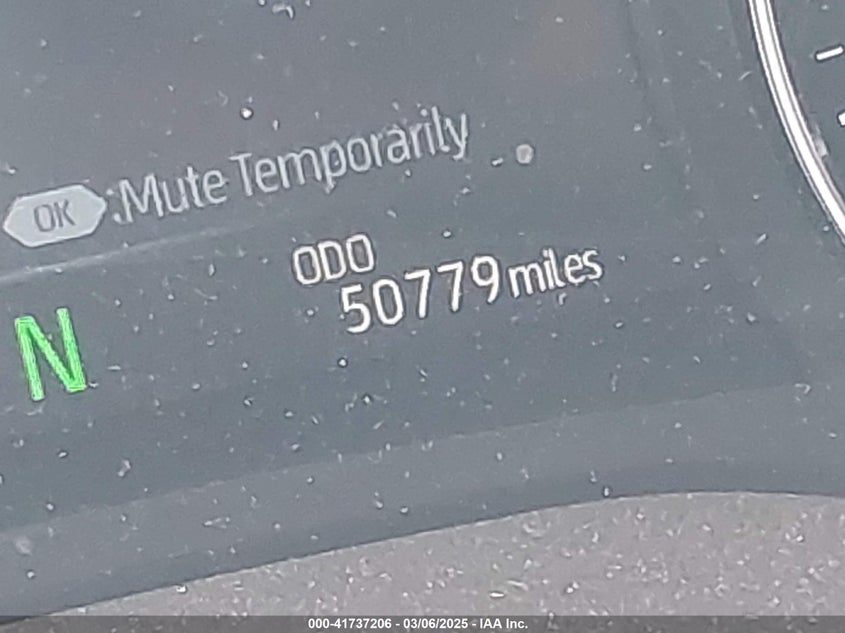 OK :Mute Temporarily
ODO
50779 miles
N
000-41737206 - 03/06/2025 - IAA Inc.